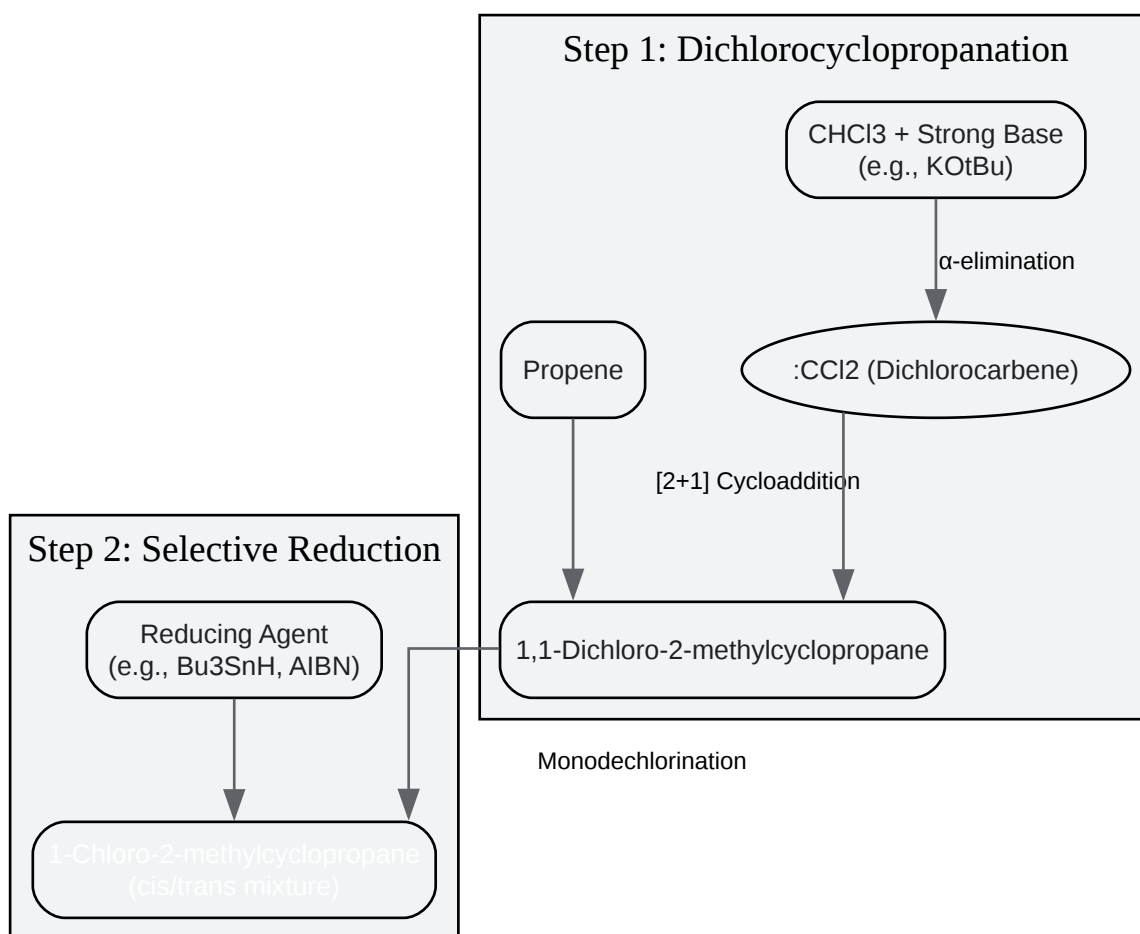 Step 1: Dichlorocyclopropanation
CHCl3 + Strong Base
(e.g., KOtBu)
α-elimination
Propene
:CCl2 (Dichlorocarbene)
[2+1] Cycloaddition
1,1-Dichloro-2-methylcyclopropane
Step 2: Selective Reduction
Reducing Agent
(e.g., Bu3SnH, AIBN)
Monodechlorination
1-Chloro-2-methylcyclopropane
(cis/trans mixture)